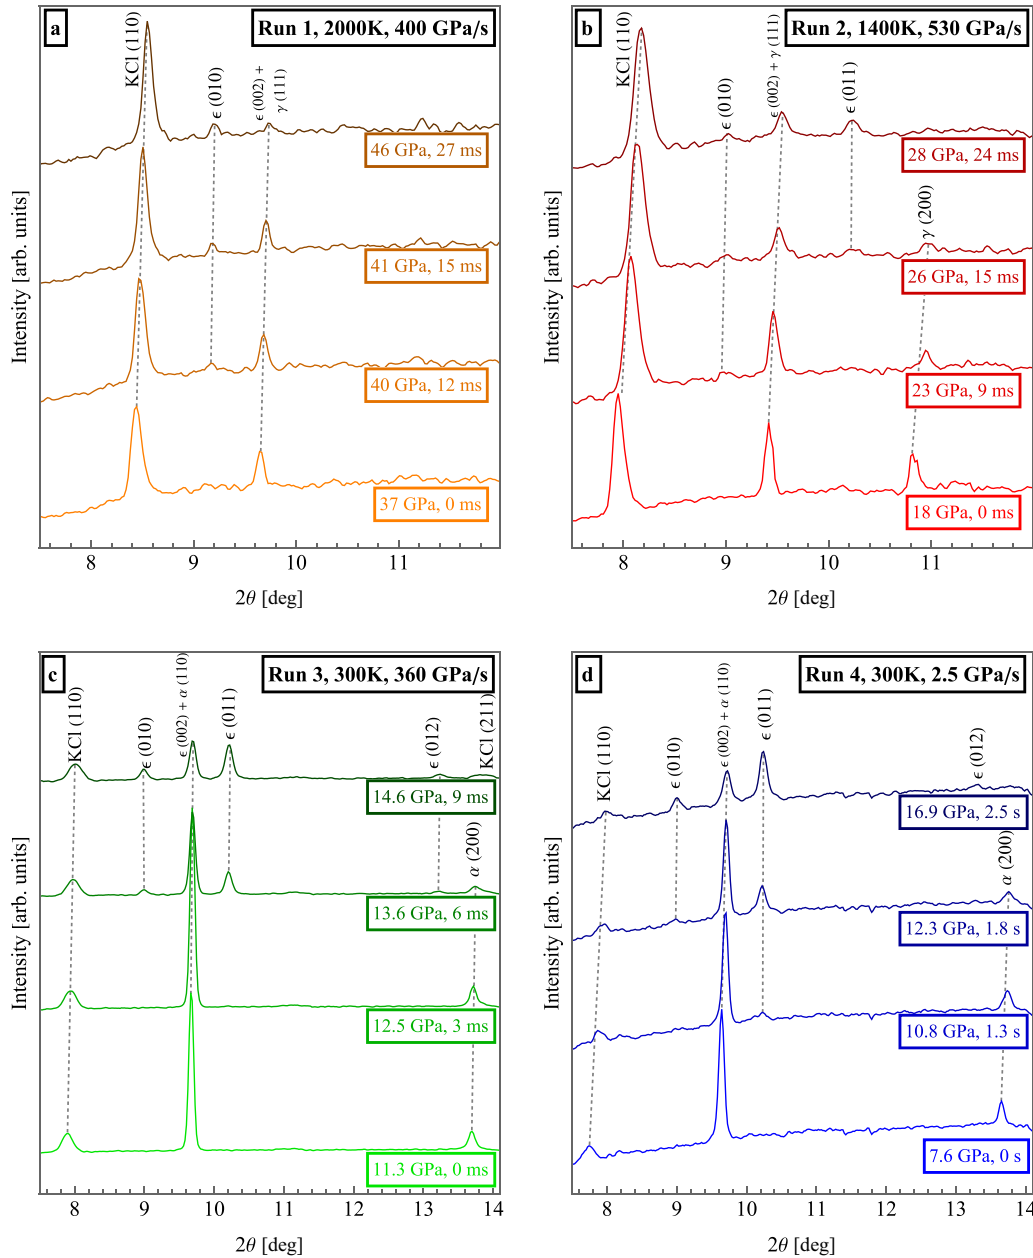 a
Run 1, 2000K, 400 GPa/s
KCl (110)
ϵ (010)
ϵ (002) +
γ (111)
46 GPa, 27 ms
41 GPa, 15 ms
40 GPa, 12 ms
37 GPa, 0 ms
Intensity [arb. units]
8 9 10 11
2θ [deg]
b
Run 2, 1400K, 530 GPa/s
KCl (110)
ϵ (010)
ϵ (002) + γ (111)
ϵ (011)
γ (200)
28 GPa, 24 ms
26 GPa, 15 ms
23 GPa, 9 ms
18 GPa, 0 ms
Intensity [arb. units]
8 9 10 11
2θ [deg]
c
Run 3, 300K, 360 GPa/s
KCl (110)
ϵ (010)
ϵ (002) + α (110)
ϵ (011)
ϵ (012)
KCl (211)
α (200)
14.6 GPa, 9 ms
13.6 GPa, 6 ms
12.5 GPa, 3 ms
11.3 GPa, 0 ms
Intensity [arb. units]
8 9 10 11 12 13 14
2θ [deg]
d
Run 4, 300K, 2.5 GPa/s
KCl (110)
ϵ (010)
ϵ (002) + α (110)
ϵ (011)
ϵ (012)
α (200)
16.9 GPa, 2.5 s
12.3 GPa, 1.8 s
10.8 GPa, 1.3 s
7.6 GPa, 0 s
Intensity [arb. units]
8 9 10 11 12 13 14
2θ [deg]